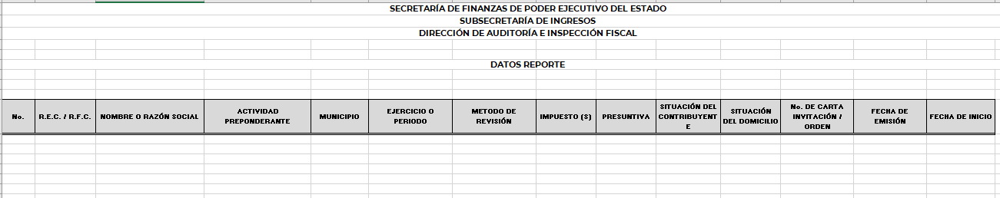 SECRETARÍA DE FINANZAS DE PODER EJECUTIVO DEL ESTADO
SUBSECRETARÍA DE INGRESOS
DIRECCIÓN DE AUDITORÍA E INSPECCIÓN FISCAL
DATOS REPORTE
No.
R.E.C. / R.F.C.
NOMBRE O RAZÓN SOCIAL
ACTIVIDAD
PREPONDERANTE
MUNICIPIO
EJERCICIO O
PERIODO
METODO DE
REVISIÓN
IMPUESTO (S)
PRESUNTIVA
SITUACIÓN DEL
CONTRIBUYENT
E
SITUACIÓN
DEL DOMICILIO
No. DE CARTA
INVITACIÓN /
ORDEN
FECHA DE
EMISIÓN
FECHA DE INICIO